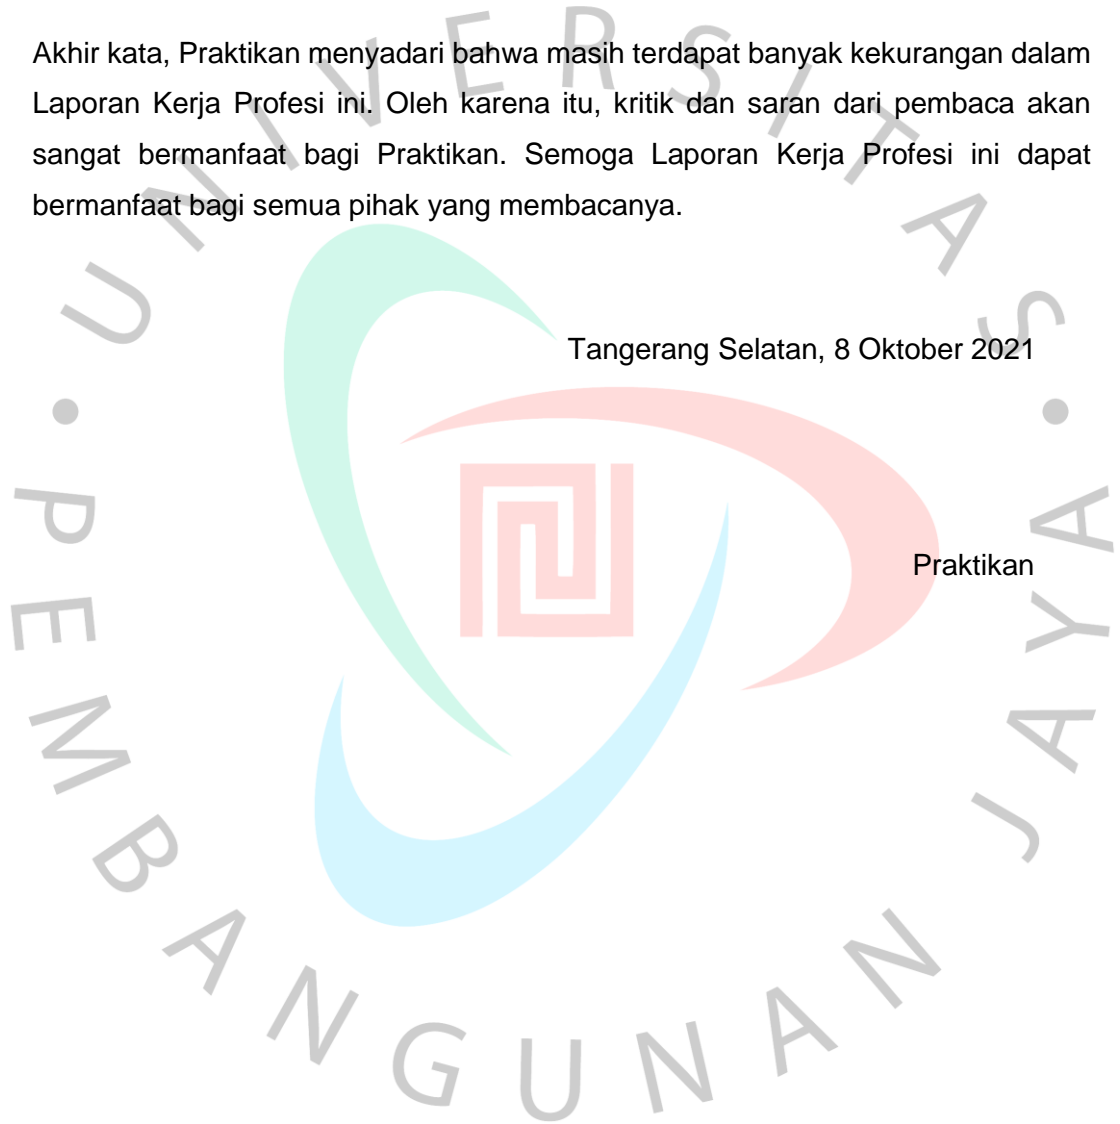 Akhir kata, Praktikan menyadari bahwa masih terdapat banyak kekurangan dalam
Laporan Kerja Profesi ini. Oleh karena itu, kritik dan saran dari pembaca akan
sangat bermanfaat bagi Praktikan. Semoga Laporan Kerja Profesi ini dapat
bermanfaat bagi semua pihak yang membacanya.
Tangerang Selatan, 8 Oktober 2021
Praktikan
UNIVERSITAS
PEMBANGUNAN JAYA